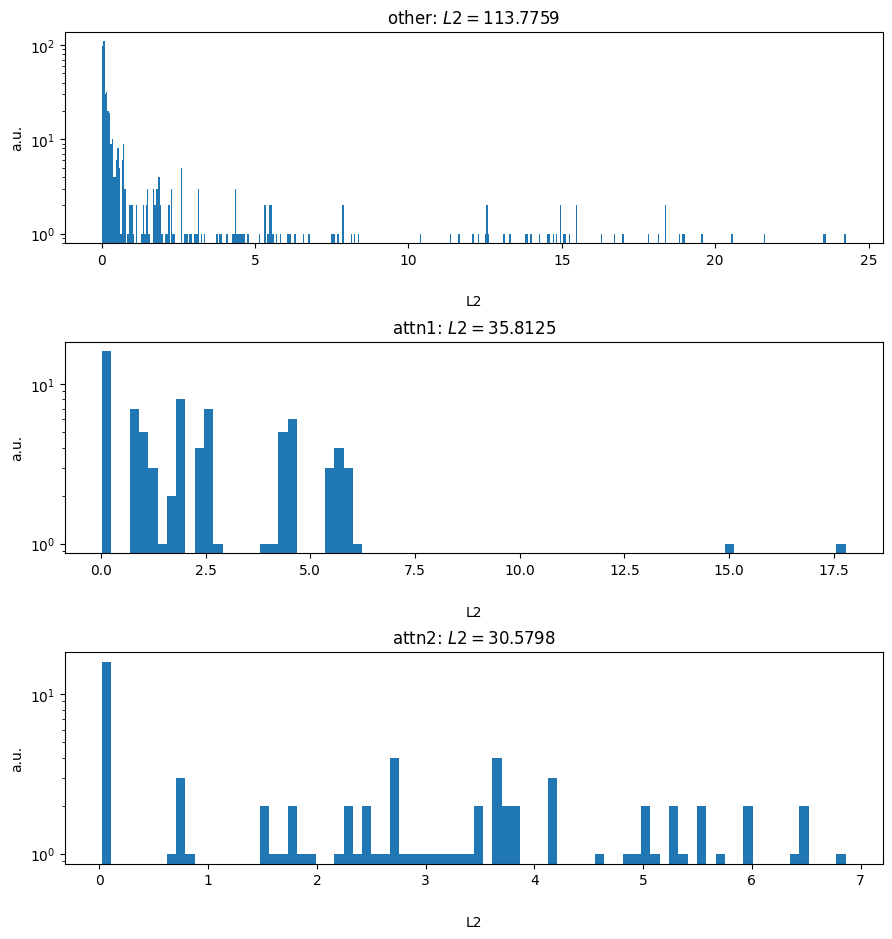 other: L2 = 113.7759
a.u.
10²
10¹
10⁰
0 5 10 15 20 25
L2
attn1: L2 = 35.8125
a.u.
10¹
10⁰
0.0 2.5 5.0 7.5 10.0 12.5 15.0 17.5
L2
attn2: L2 = 30.5798
a.u.
10¹
10⁰
0 1 2 3 4 5 6 7
L2